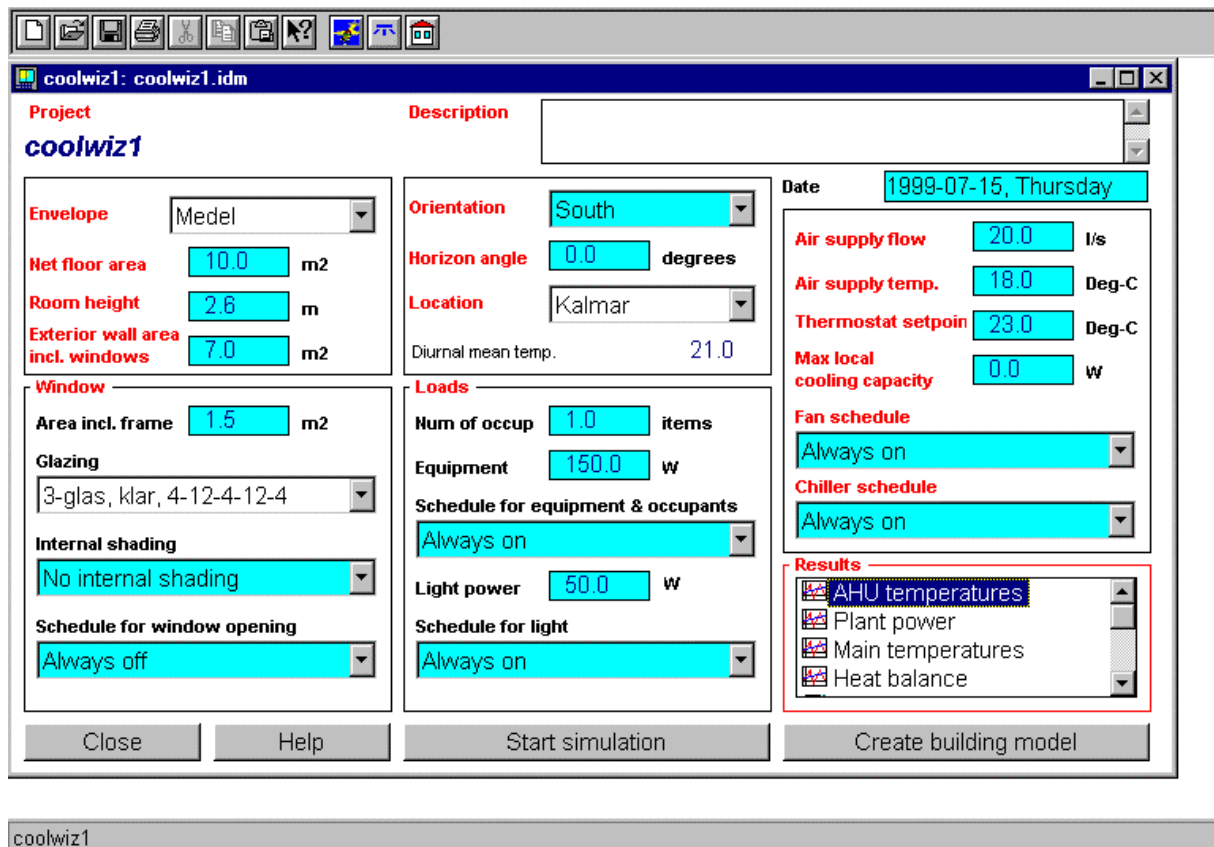 coolwiz1: coolwiz1.idm
Project
coolwiz1
Description
Date 1999-07-15, Thursday
Envelope Medel
Net floor area 10.0 m2
Room height 2.6 m
Exterior wall area
incl. windows 7.0 m2
Orientation South
Horizon angle 0.0 degrees
Location Kalmar
Diurnal mean temp. 21.0
Air supply flow 20.0 l/s
Air supply temp. 18.0 Deg-C
Thermostat setpoin 23.0 Deg-C
Max local
cooling capacity 0.0 W
Fan schedule
Always on
Chiller schedule
Always on
Window
Area incl. frame 1.5 m2
Glazing
3-glas, klar, 4-12-4-12-4
Internal shading
No internal shading
Schedule for window opening
Always off
Loads
Num of occup 1.0 items
Equipment 150.0 W
Schedule for equipment & occupants
Always on
Light power 50.0 W
Schedule for light
Always on
Results
AHU temperatures
Plant power
Main temperatures
Heat balance
Close
Help
Start simulation
Create building model
coolwiz1